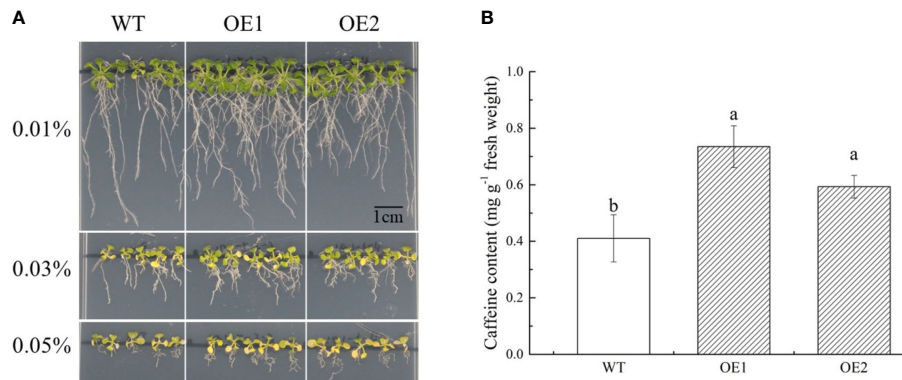 A
WT OE1 OE2
0.01%
1cm
0.03%
0.05%
B
Caffeine content (mg g⁻¹ fresh weight)
1.0
0.8
0.6
0.4
0.2
0.0
b
a
a
WT OE1 OE2